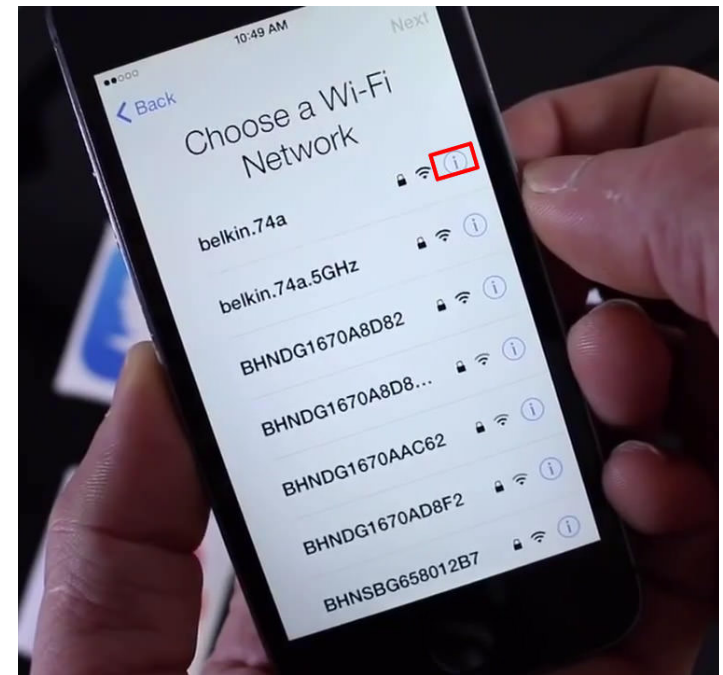 10:49 AM
Back
Next
Choose a Wi-Fi
Network
belkin.74a
belkin.74a.5GHz
BHNDG1670A8D82
BHNDG1670A8D8...
BHNDG1670AAC62
BHNDG1670AD8F2
BHNSBG658012B7